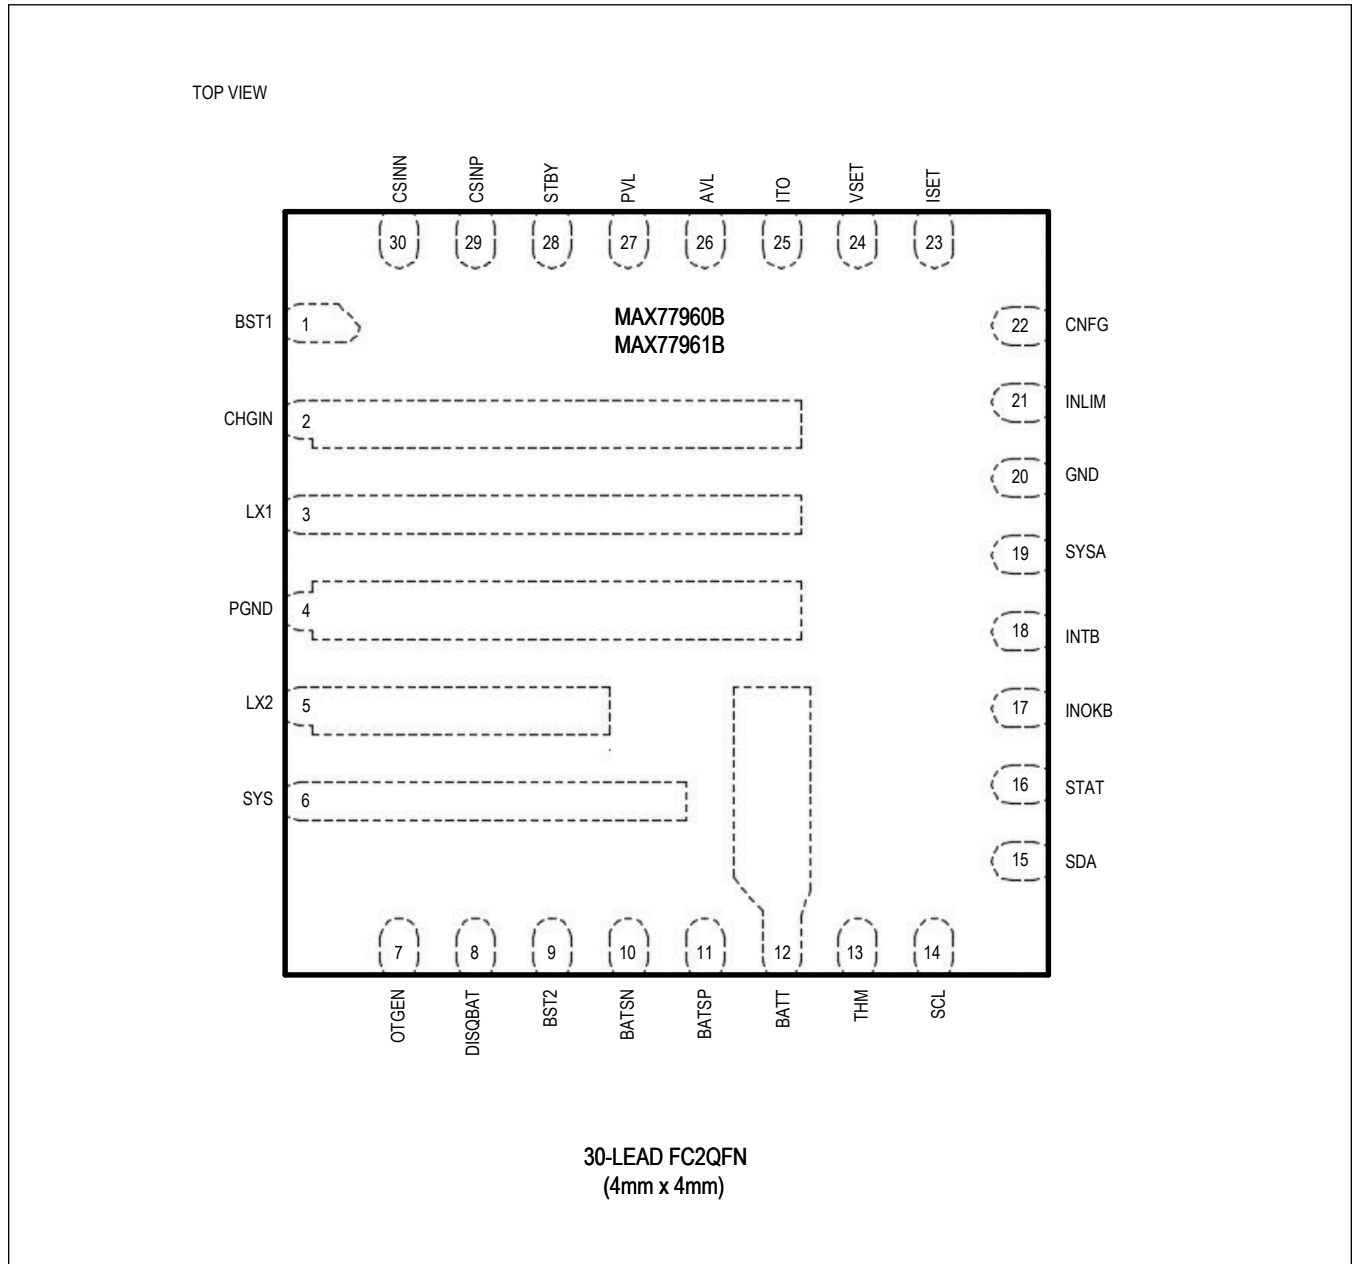 TOP VIEW
CSINN
CSINP
STBY
PVL
AVL
ITO
VSET
ISET
30
29
28
27
26
25
24
23
MAX77960B
MAX77961B
BST1
1
CHGIN
2
LX1
3
PGND
4
LX2
5
SYS
6
22
CNFG
21
INLIM
20
GND
19
SYSA
18
INTB
17
INOKB
16
STAT
15
SDA
7
8
9
10
11
12
13
14
OTGEN
DISQBAT
BST2
BATSN
BATSP
BATT
THM
SCL
30-LEAD FC2QFN
(4mm x 4mm)